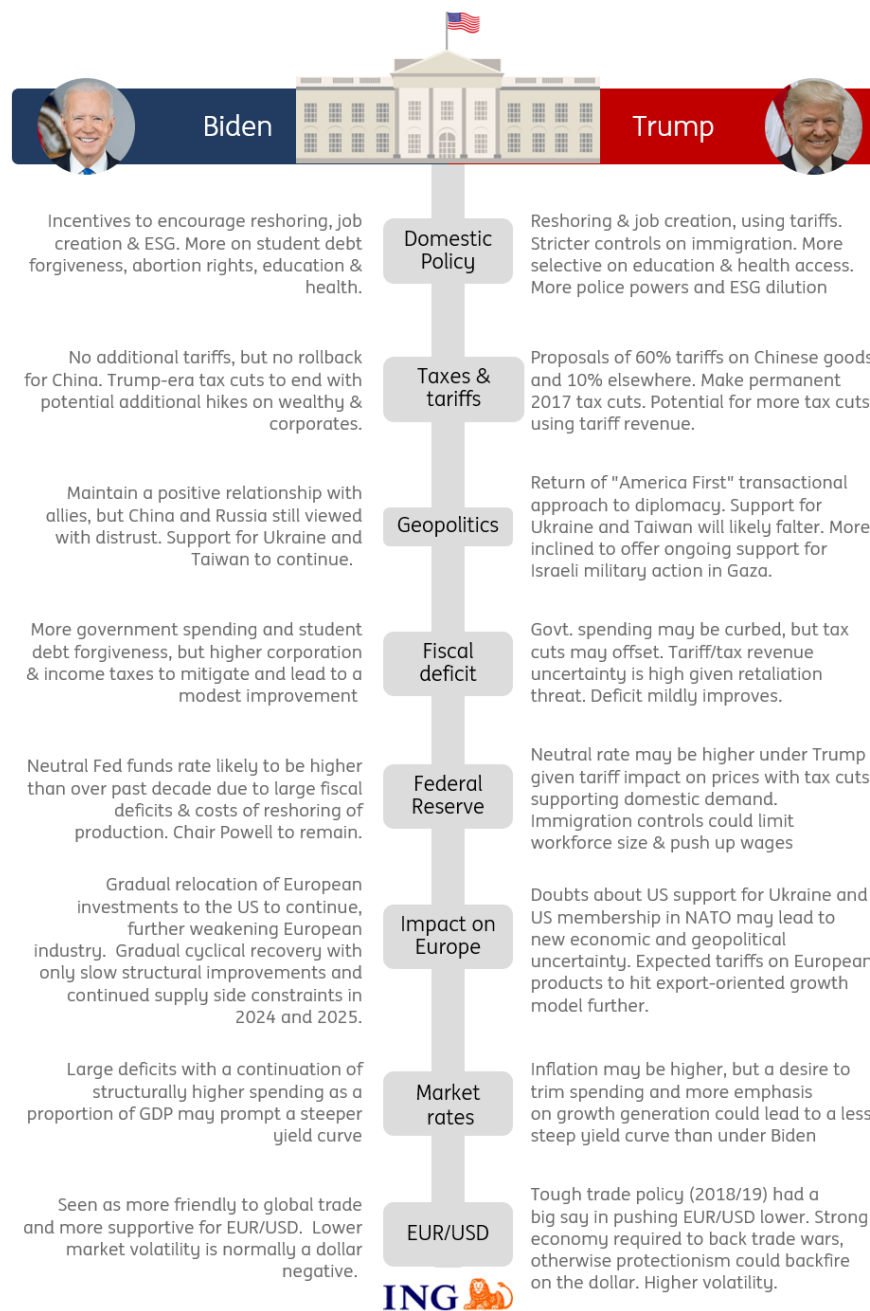 Biden
Trump
Incentives to encourage reshoring, job
creation & ESG. More on student debt
forgiveness, abortion rights, education &
health.
Domestic
Policy
Reshoring & job creation, using tariffs.
Stricter controls on immigration. More
selective on education & health access.
More police powers and ESG dilution
No additional tariffs, but no rollback
for China. Trump-era tax cuts to end with
potential additional hikes on wealthy &
corporates.
Taxes &
tariffs
Proposals of 60% tariffs on Chinese goods
and 10% elsewhere. Make permanent
2017 tax cuts. Potential for more tax cuts
using tariff revenue.
Maintain a positive relationship with
allies, but China and Russia still viewed
with distrust. Support for Ukraine and
Taiwan to continue.
Geopolitics
Return of "America First" transactional
approach to diplomacy. Support for
Ukraine and Taiwan will likely falter. More
inclined to offer ongoing support for
Israeli military action in Gaza.
More government spending and student
debt forgiveness, but higher corporation
& income taxes to mitigate and lead to a
modest improvement
Fiscal
deficit
Govt. spending may be curbed, but tax
cuts may offset. Tariff/tax revenue
uncertainty is high given retaliation
threat. Deficit mildly improves.
Neutral Fed funds rate likely to be higher
than over past decade due to large fiscal
deficits & costs of reshoring of
production. Chair Powell to remain.
Federal
Reserve
Neutral rate may be higher under Trump
given tariff impact on prices with tax cuts
supporting domestic demand.
Immigration controls could limit
workforce size & push up wages
Gradual relocation of European
investments to the US to continue,
further weakening European
industry. Gradual cyclical recovery with
only slow structural improvements and
continued supply side constraints in
2024 and 2025.
Impact on
Europe
Doubts about US support for Ukraine and
US membership in NATO may lead to
new economic and geopolitical
uncertainty. Expected tariffs on European
products to hit export-oriented growth
model further.
Large deficits with a continuation of
structurally higher spending as a
proportion of GDP may prompt a steeper
yield curve
Market
rates
Inflation may be higher, but a desire to
trim spending and more emphasis
on growth generation could lead to a less
steep yield curve than under Biden
Seen as more friendly to global trade
and more supportive for EUR/USD. Lower
market volatility is normally a dollar
negative.
EUR/USD
Tough trade policy (2018/19) had a
big say in pushing EUR/USD lower. Strong
economy required to back trade wars,
otherwise protectionism could backfire
on the dollar. Higher volatility.
ING